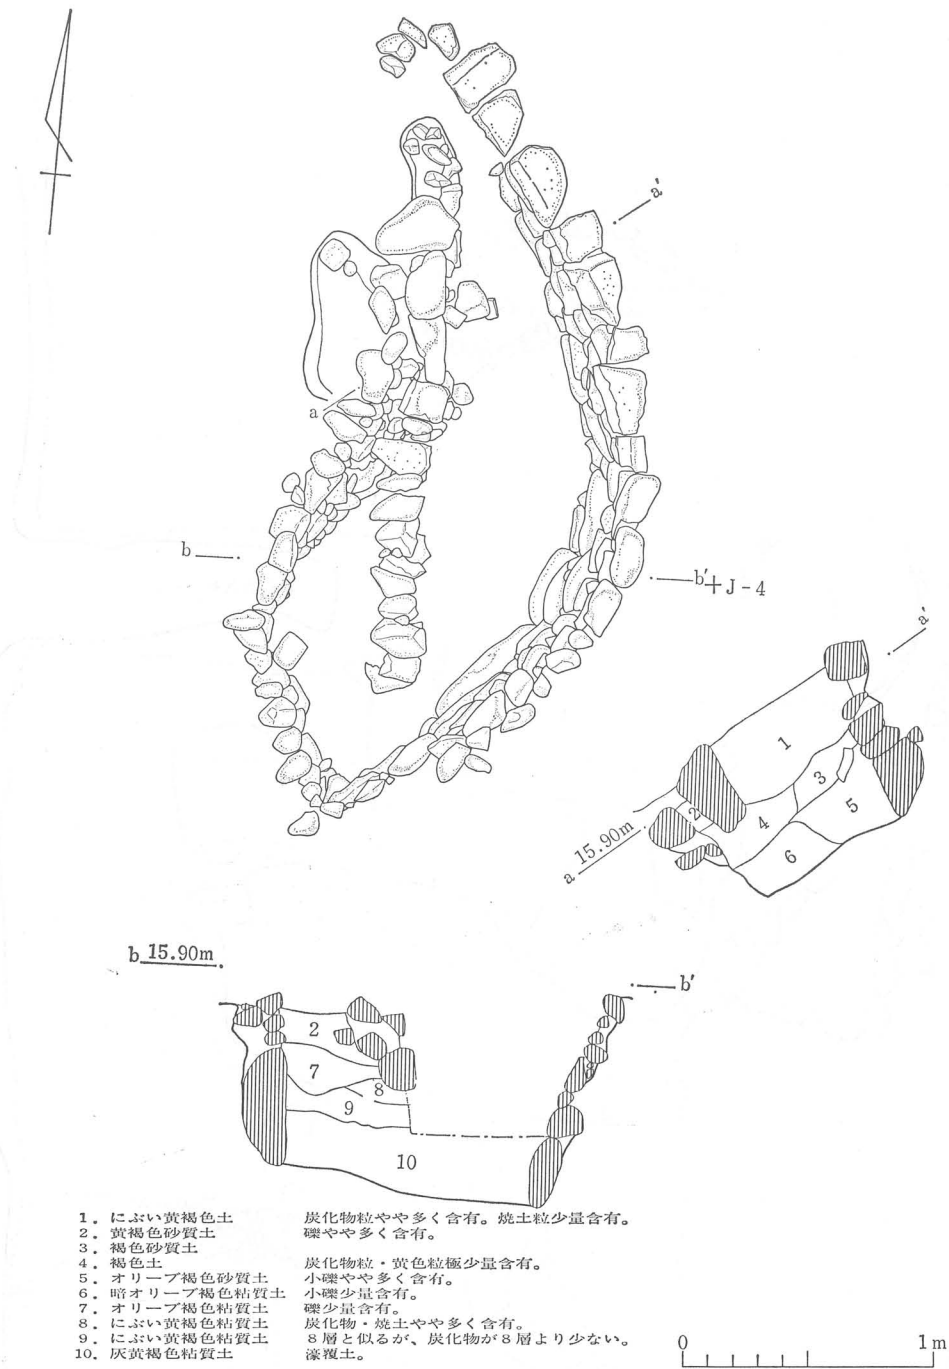 a′
a
b
b′
J-4
a′
1
2
3
4
5
6
a 15.90m
b 15.90m
b′
2
7
8
9
10
1. にぶい黄褐色土 炭化物粒やや多く含有。焼土粒少量含有。
2. 黄褐色砂質土 礫やや多く含有。
3. 褐色砂質土
4. 褐色土 炭化物粒・黄色粒極少量含有。
5. オリーブ褐色砂質土 小礫やや多く含有。
6. 暗オリーブ褐色粘質土 小礫少量含有。
7. オリーブ褐色粘質土 礫少量含有。
8. にぶい黄褐色粘質土 炭化物・焼土やや多く含有。
9. にぶい黄褐色粘質土 8層と似るが、炭化物が8層より少ない。
10. 灰黄褐色粘質土 濠覆土。
0 1m